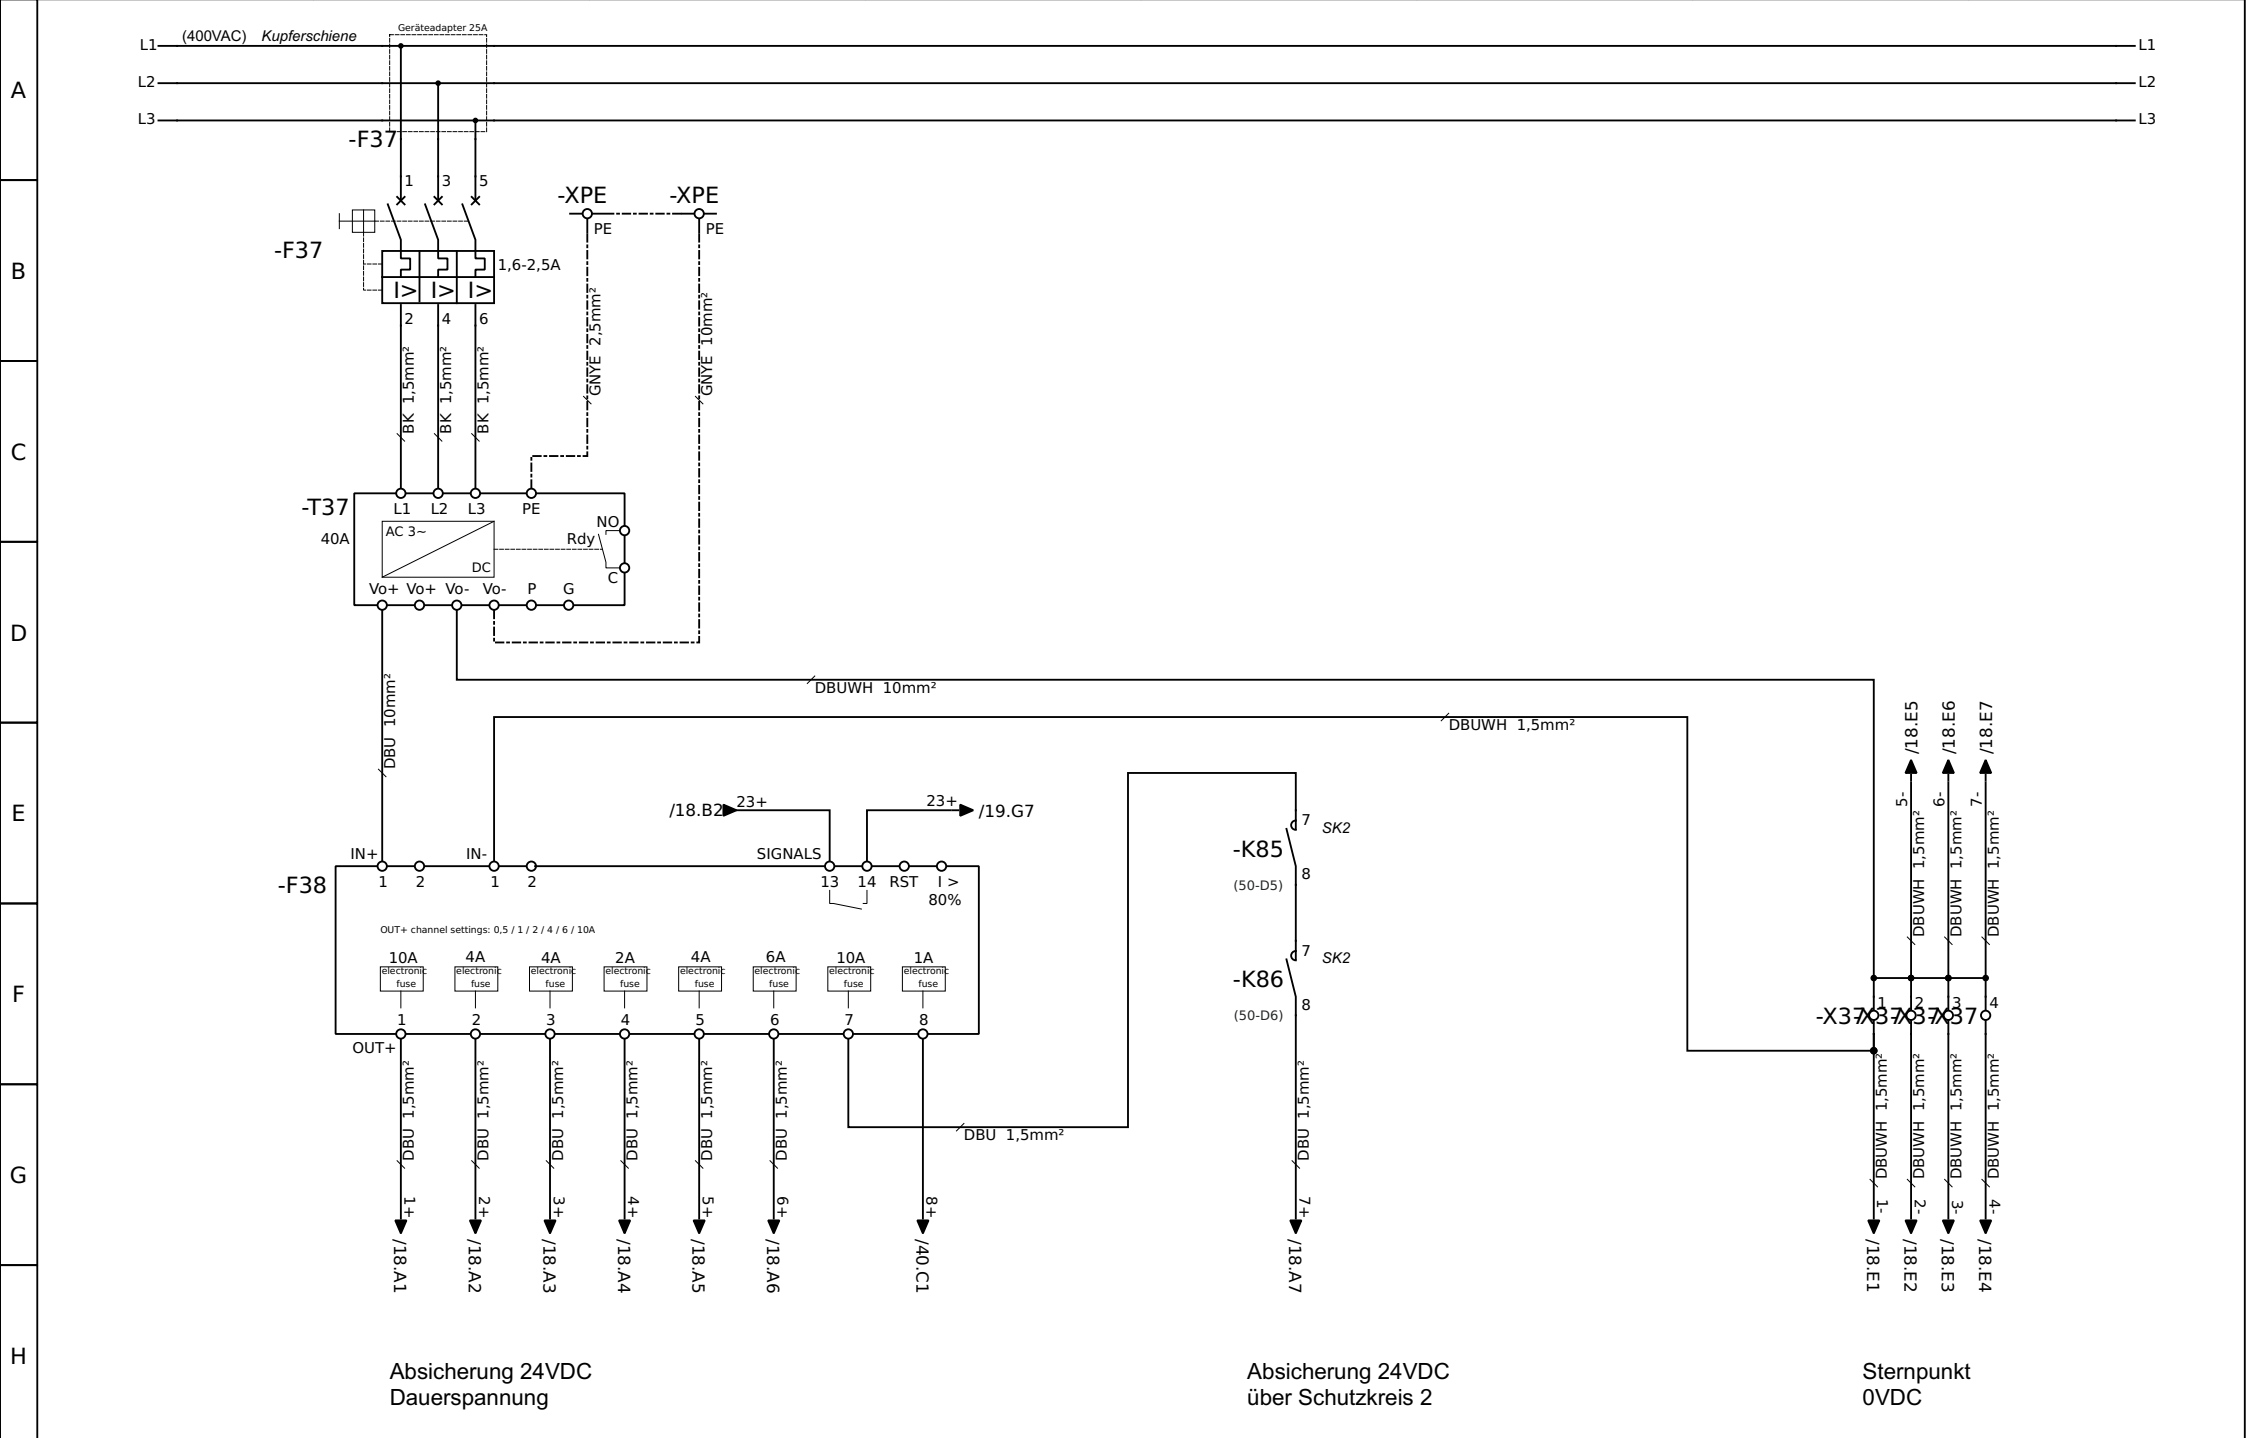 Geräteadapter 25A
L1 (400VAC) Kupferschiene L1
L2 L2
L3 L3
A
-F37
1 3 5
-XPE -XPE
PE PE
-F37
B
1,6-2,5A
I> I> I>
2 4 6
GNYE 2,5mm²
GNYE 10mm²
BK 1,5mm²
BK 1,5mm²
BK 1,5mm²
C
-T37
L1 L2 L3 PE
40A
AC 3~
DC
NO
Rdy
C
Vo+ Vo+ Vo- Vo- P G
D
DBUWH 10mm²
DBU 10mm²
DBUWH 1,5mm²
/18.E5
/18.E6
/18.E7
5-
6-
7-
DBUWH 1,5mm²
DBUWH 1,5mm²
DBUWH 1,5mm²
E
/18.B2 23+
23+ /19.G7
7 SK2
-K85
8
(50-D5)
IN+ IN- SIGNALS
-F38
1 2 1 2 13 14 RST I >
80%
OUT+ channel settings: 0,5 / 1 / 2 / 4 / 6 / 10A
10A 4A 4A 2A 4A 6A 10A 1A
electronic electronic electronic electronic electronic electronic electronic electronic
fuse fuse fuse fuse fuse fuse fuse fuse
F
7 SK2
-K86
8
(50-D6)
1 2 3 4
-X37 -X37 -X37 -X37
1 2 3 4 5 6 7 8
OUT+
DBU 1,5mm²
DBU 1,5mm²
DBU 1,5mm²
DBU 1,5mm²
DBU 1,5mm²
DBU 1,5mm²
DBU 1,5mm²
DBU 1,5mm²
DBUWH 1,5mm²
DBUWH 1,5mm²
DBUWH 1,5mm²
DBUWH 1,5mm²
G
1+
2+
3+
4+
5+
6+
8+
7+
1-
2-
3-
4-
/18.A1
/18.A2
/18.A3
/18.A4
/18.A5
/18.A6
/40.C1
/18.A7
/18.E1
/18.E2
/18.E3
/18.E4
H
Absicherung 24VDC
Dauerspannung
Absicherung 24VDC
über Schutzkreis 2
Sternpunkt
0VDC